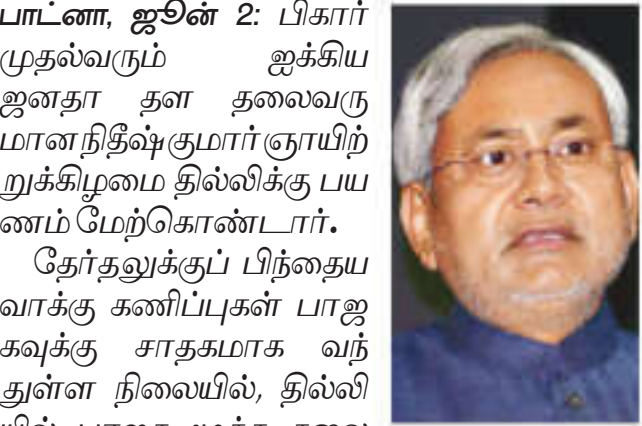 பாட்னா, ஜூன் 2: பிகார்
முதல்வரும் ஐக்கிய
ஜனதா தள தலைவரு
மான நிதீஷ்குமார் ஞாயிற்
றுக்கிழமை தில்லிக்கு பய
ணம் மேற்கொண்டார்.
தேர்தலுக்குப் பிந்தைய
வாக்கு கணிப்புகள் பாஜ
கவுக்கு சாதகமாக வந்
துள்ள நிலையில், தில்லி